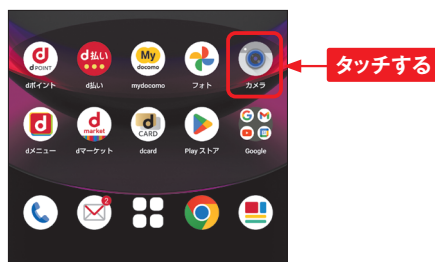 d POINT
d払い
My
docomo
dポイント
d払い
mydocomo
フォト
カメラ
タッチする
d
d
market
d
CARD
G
M
dメニュー
dマーケット
dcard
Play ストア
Google
2